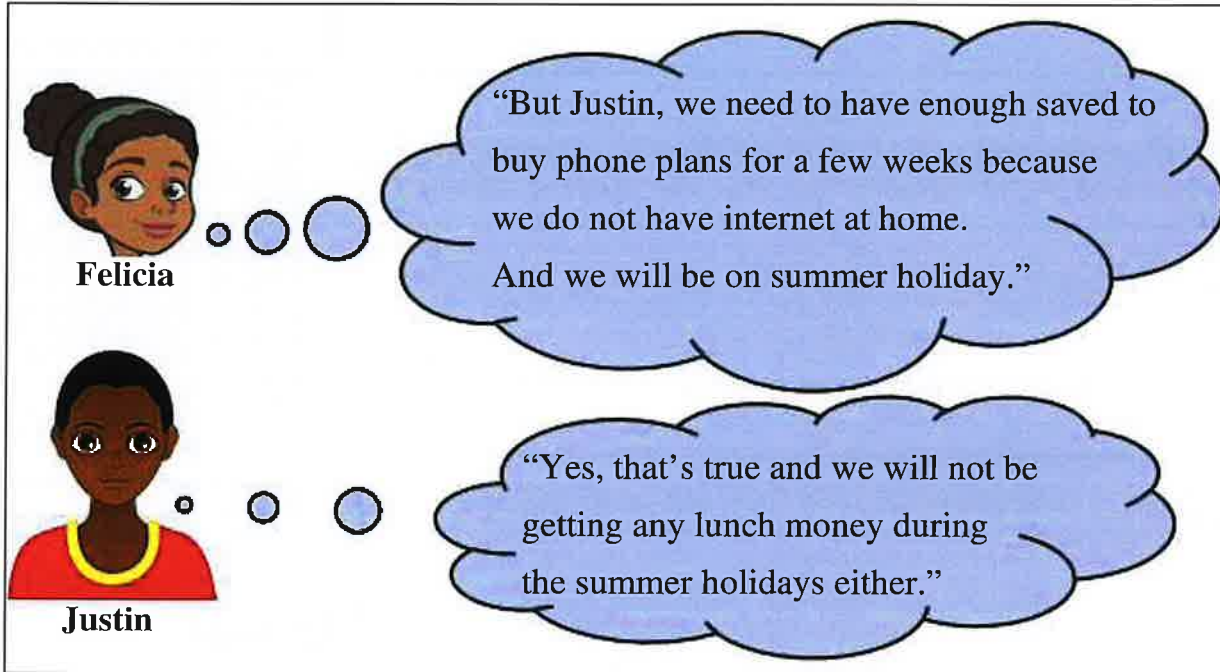 “But Justin, we need to have enough saved to
buy phone plans for a few weeks because
we do not have internet at home.
And we will be on summer holiday.”
Felicia
“Yes, that’s true and we will not be
getting any lunch money during
the summer holidays either.”
Justin